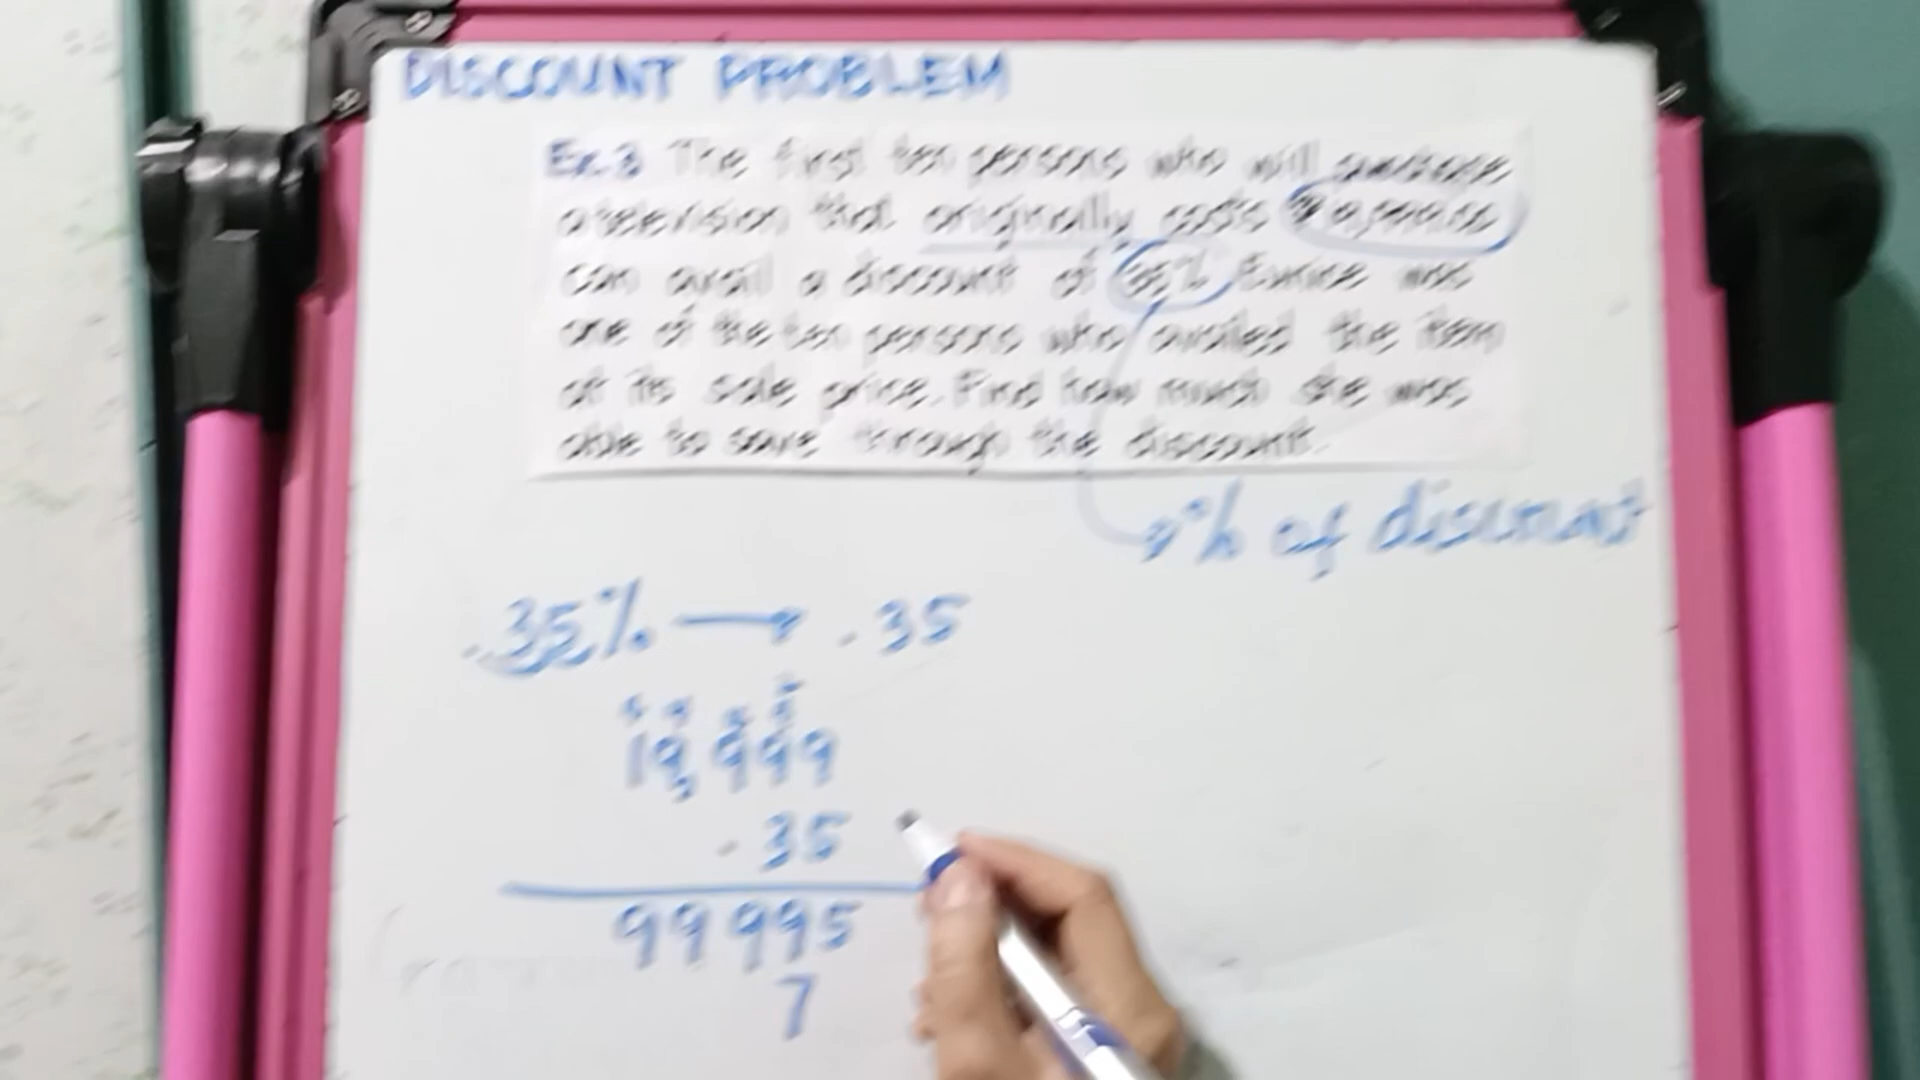 DISCOUNT PROBLEM
Ex. 3 The first ten persons who will purchase
a television that originally costs
can avail a discount of 35% Eunice was
one of the ten persons who availed the item
at its sale price. Find how much she was
able to save through the discount.
% of discount
.35% → .35
19,999
.35
99995
7